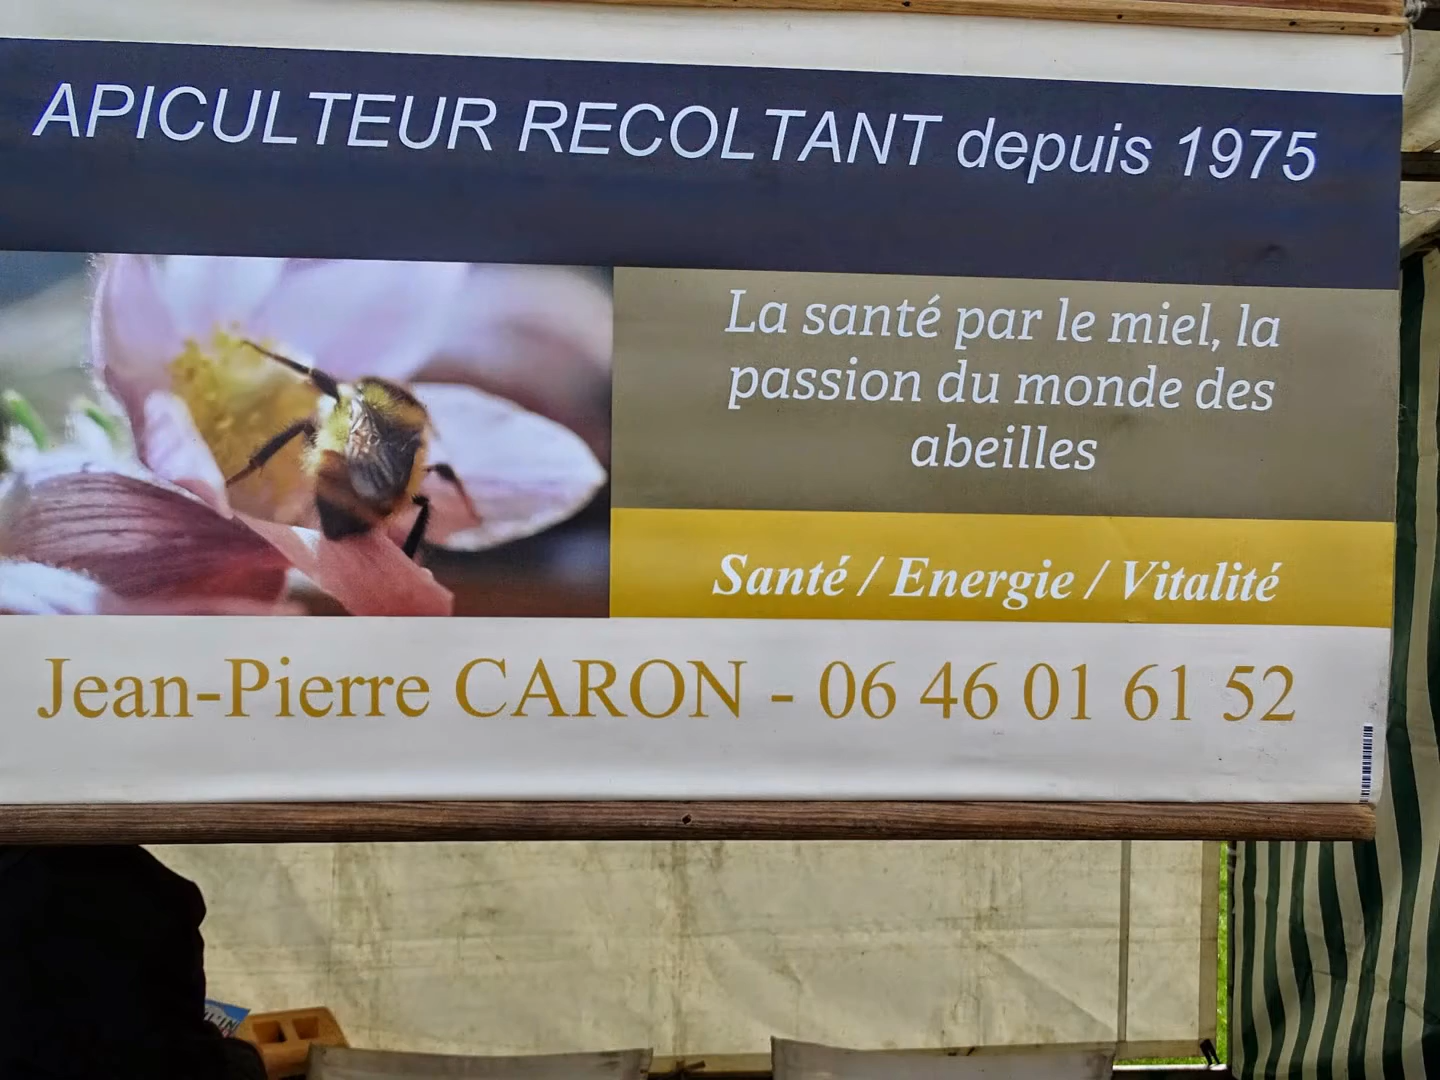 APICULTEUR RECOLTANT depuis 1975
La santé par le miel, la
passion du monde des
abeilles
Santé / Energie / Vitalité
Jean-Pierre CARON - 06 46 01 61 52